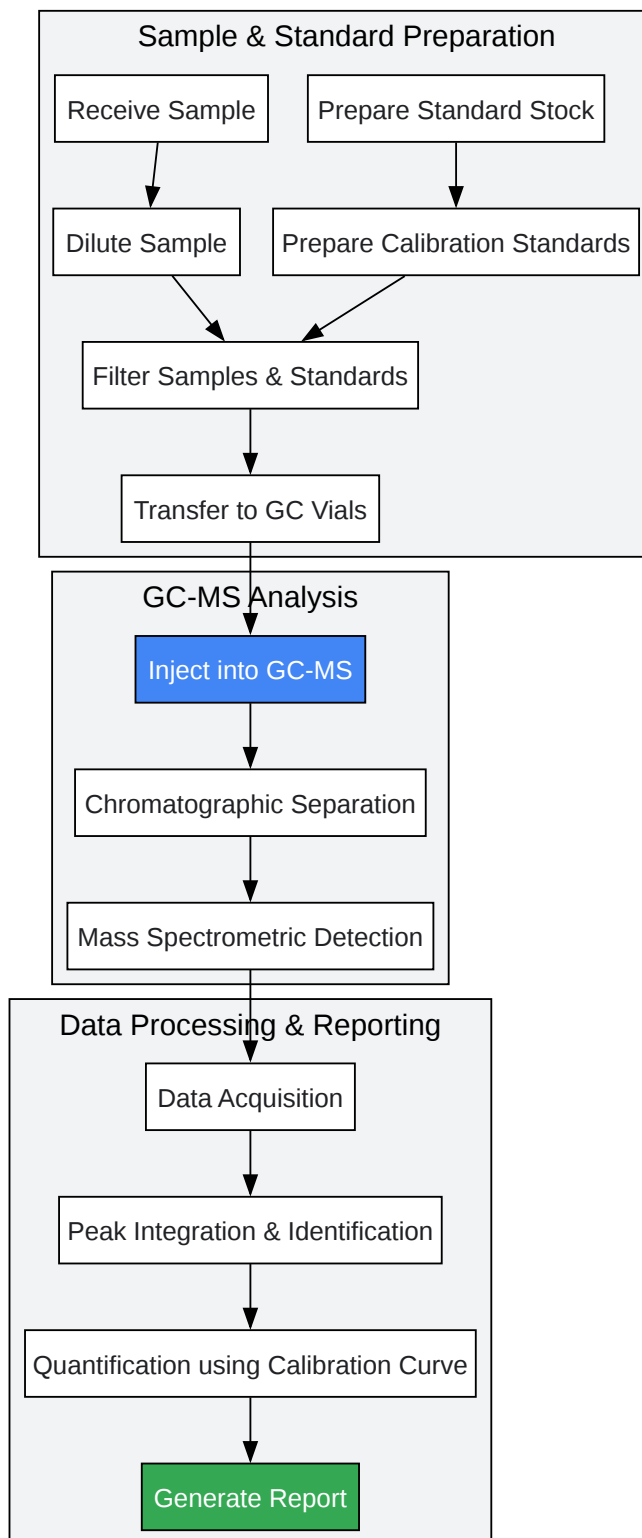 Sample & Standard Preparation
Receive Sample
Prepare Standard Stock
Dilute Sample
Prepare Calibration Standards
Filter Samples & Standards
Transfer to GC Vials
GC-MS Analysis
Inject into GC-MS
Chromatographic Separation
Mass Spectrometric Detection
Data Processing & Reporting
Data Acquisition
Peak Integration & Identification
Quantification using Calibration Curve
Generate Report